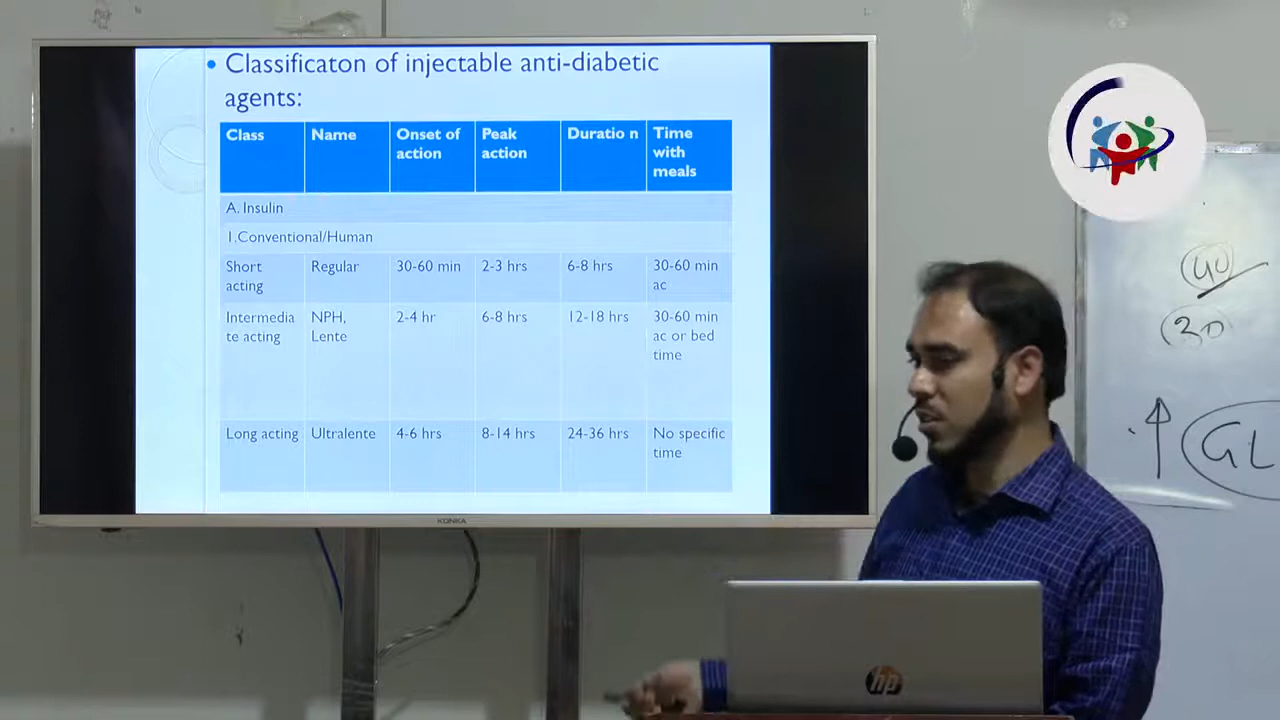 • Classificaton of injectable anti-diabetic
agents:
Class Name Onset of action Peak action Duratio n Time with meals
A. Insulin
1.Conventional/Human
Short acting Regular 30-60 min 2-3 hrs 6-8 hrs 30-60 min ac
Intermedia te acting NPH, Lente 2-4 hr 6-8 hrs 12-18 hrs 30-60 min ac or bed time
Long acting Ultralente 4-6 hrs 8-14 hrs 24-36 hrs No specific time
KONKA
hp
40
30
GL